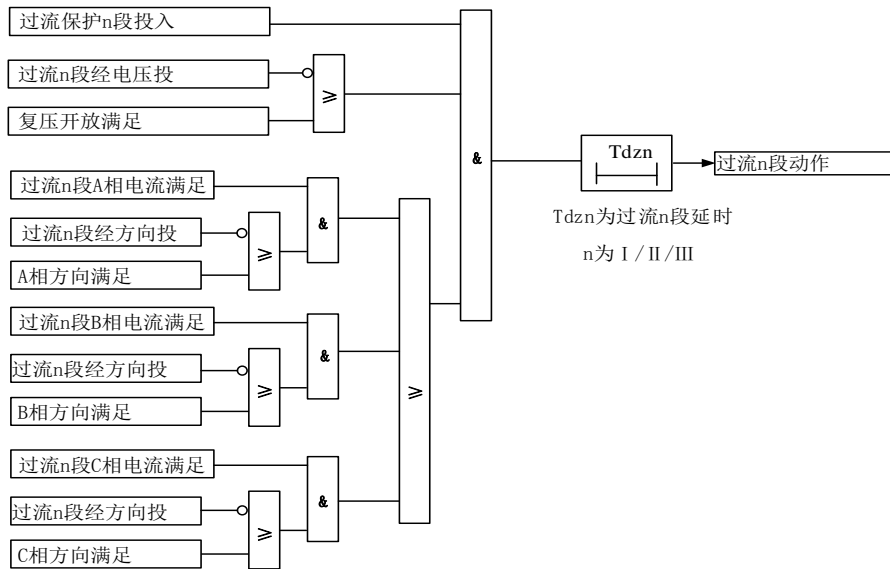 过流保护n段投入
过流n段经电压投
复压开放满足
≥
&
Tdzn
过流n段动作
Tdzn为过流n段延时
n为Ⅰ/Ⅱ/Ⅲ
过流n段A相电流满足
过流n段经方向投
A相方向满足
≥
&
过流n段B相电流满足
过流n段经方向投
B相方向满足
≥
&
≥
过流n段C相电流满足
过流n段经方向投
C相方向满足
≥
&